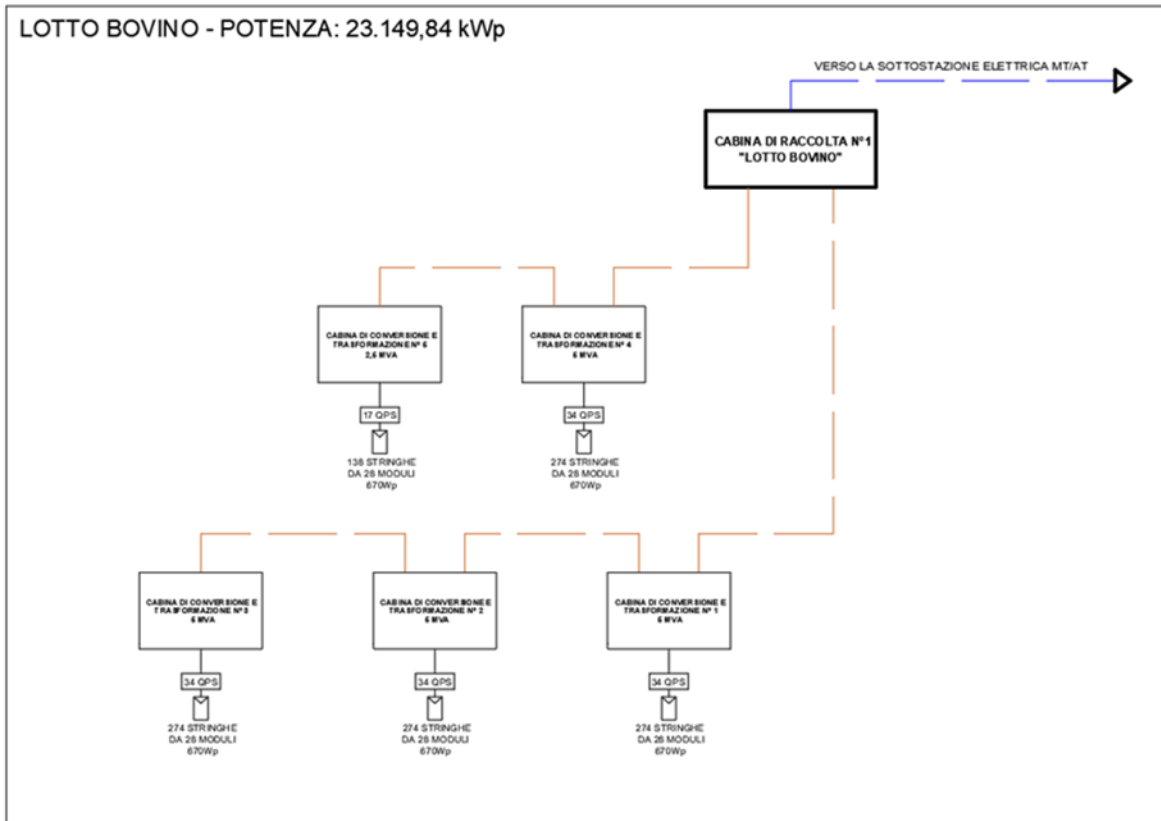 LOTTO BOVINO - POTENZA: 23.149,84 kWp
VERSO LA SOTTOSTAZIONE ELETTRICA MT/AT
CABINA DI RACCOLTA N°1
"LOTTO BOVINO"
CABINA DI CONVERSIONE E
TRASFORMAZIONE N° 5
2,5 MVA
CABINA DI CONVERSIONE E
TRASFORMAZIONE N° 4
5 MVA
17 QPS
34 QPS
138 STRINGHE
DA 28 MODULI
670Wp
274 STRINGHE
DA 28 MODULI
670Wp
CABINA DI CONVERSIONE E
TRASFORMAZIONE N° 3
5 MVA
CABINA DI CONVERSIONE E
TRASFORMAZIONE N° 2
5 MVA
CABINA DI CONVERSIONE E
TRASFORMAZIONE N° 1
5 MVA
34 QPS
34 QPS
34 QPS
274 STRINGHE
DA 28 MODULI
670Wp
274 STRINGHE
DA 28 MODULI
670Wp
274 STRINGHE
DA 28 MODULI
670Wp